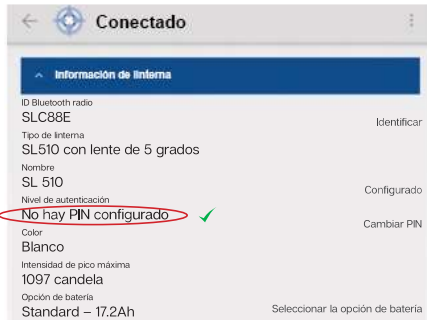 Conectado
Información de linterna
ID Bluetooth radio
SLC88E
Identificar
Tipo de linterna
SL510 con lente de 5 grados
Nombre
SL 510
Configurado
Nivel de autenticación
No hay PIN configurado
Cambiar PIN
Color
Blanco
Intensidad de pico máxima
1097 candela
Opción de batería
Standard – 17.2Ah
Seleccionar la opción de batería